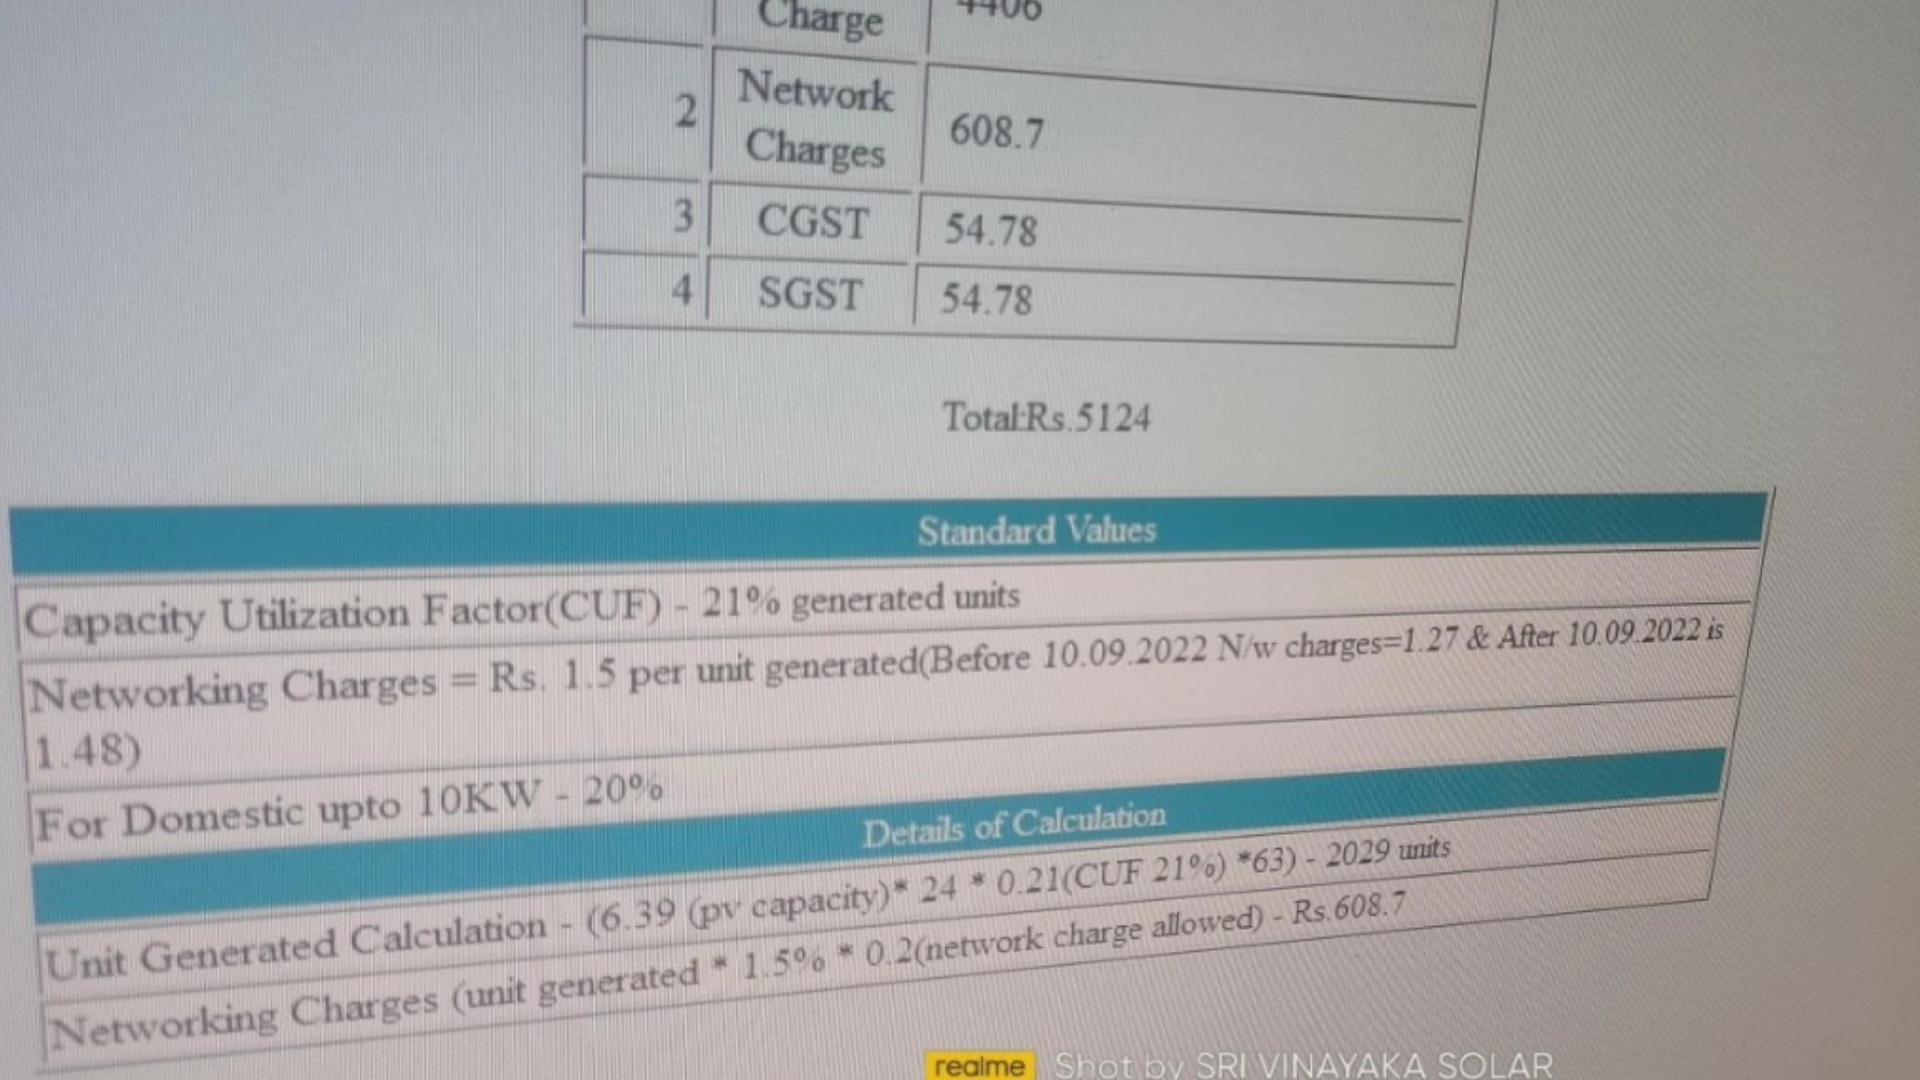 Charge
4406
2
Network
Charges
608.7
3 CGST 54.78
4 SGST 54.78
Total:Rs.5124
Standard Values
Capacity Utilization Factor(CUF) - 21% generated units
Networking Charges = Rs. 1.5 per unit generated(Before 10.09.2022 N/w charges=1.27 & After 10.09.2022 is
1.48)
For Domestic upto 10KW - 20%
Details of Calculation
Unit Generated Calculation - (6.39 (pv capacity)* 24 * 0.21(CUF 21%) *63) - 2029 units
Networking Charges (unit generated * 1.5% * 0.2(network charge allowed) - Rs.608.7
realme Shot by SRI VINAYAKA SOLAR